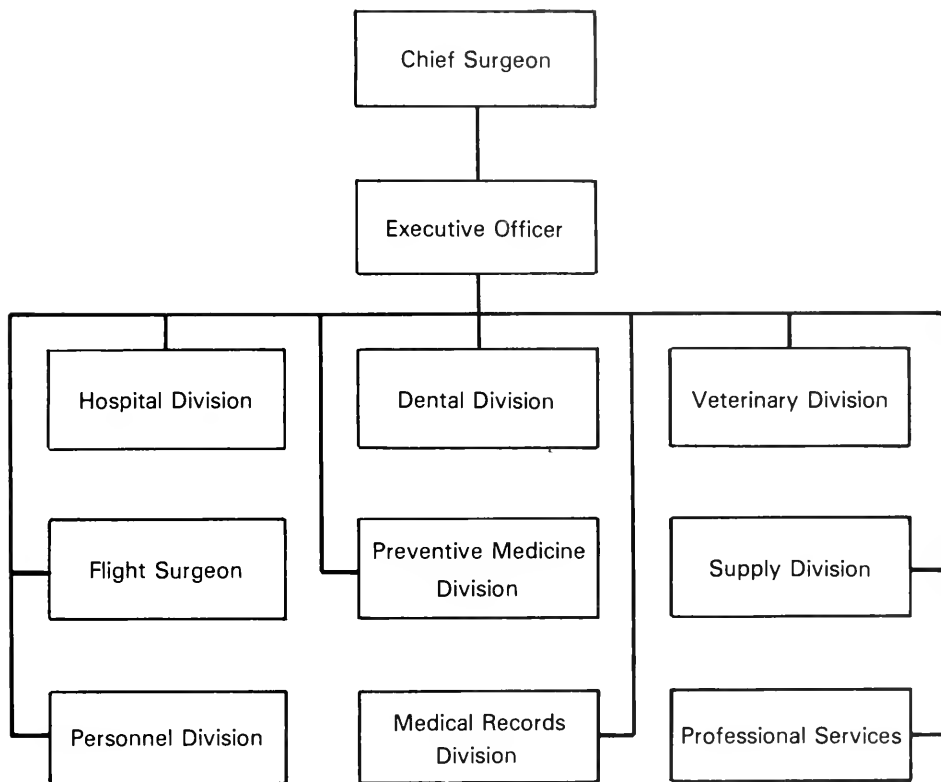 Chief Surgeon
Executive Officer
Hospital Division
Dental Division
Veterinary Division
Flight Surgeon
Preventive Medicine
Division
Supply Division
Personnel Division
Medical Records
Division
Professional Services